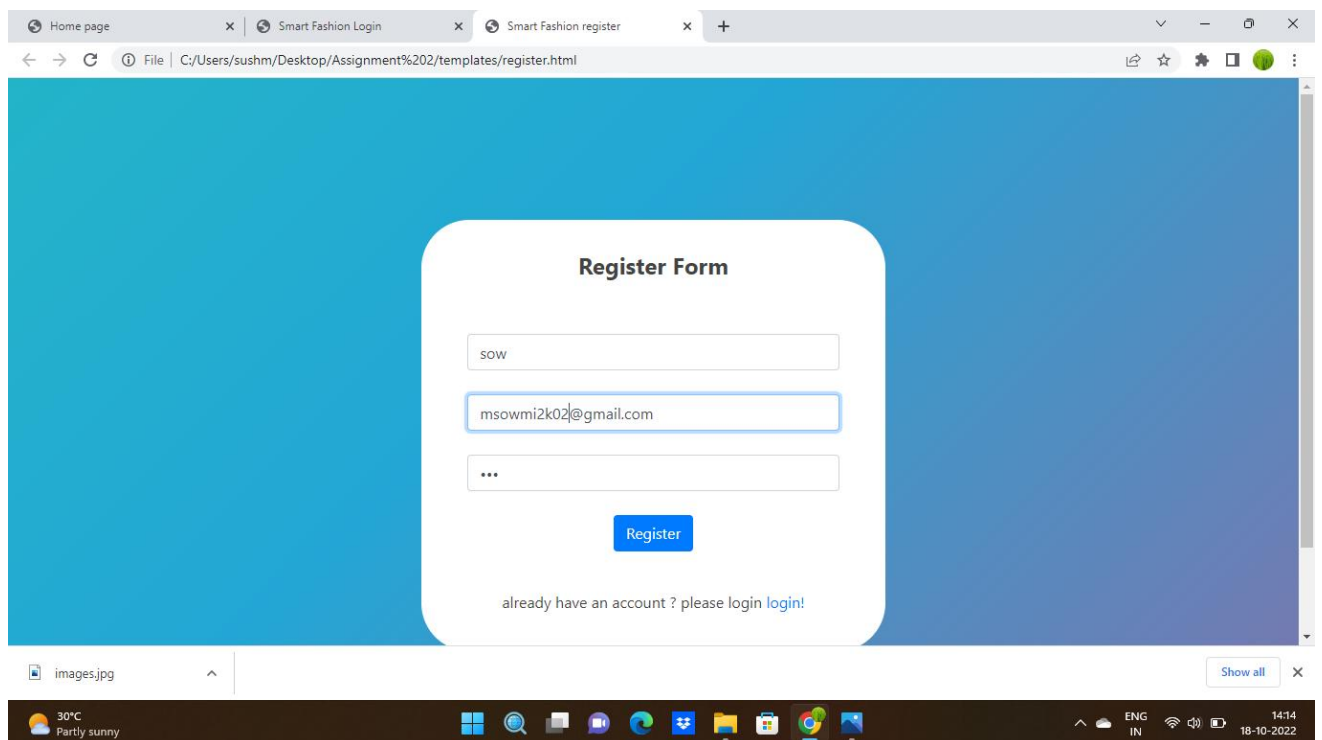 Home page
Smart Fashion Login
Smart Fashion register
File | C:/Users/sushm/Desktop/Assignment%202/templates/register.html
Register Form
sow
msowmi2k02@gmail.com
•••
Register
already have an account ? please login login!
images.jpg
Show all
30°C
Partly sunny
ENG
IN
14:14
18-10-2022